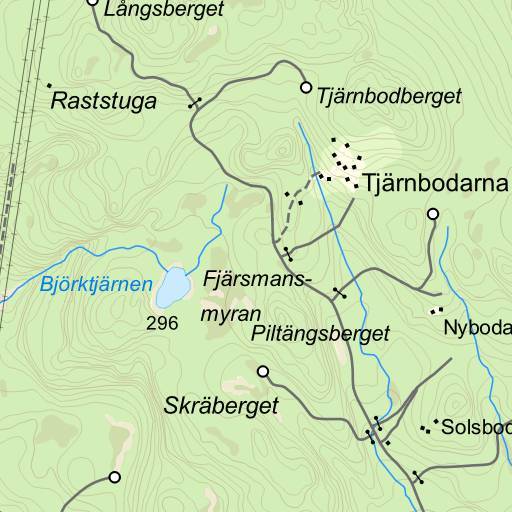 Långsberget
Raststuga
Tjärnbodberget
Tjärnbodarna
Björktjärnen
Fjärsmans-
myran
296
Piltängsberget
Nyboda
Skräberget
Solsbod